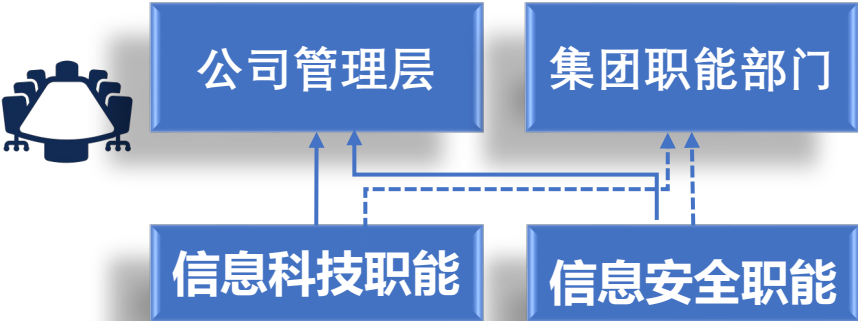 公司管理层
集团职能部门
信息科技职能
信息安全职能